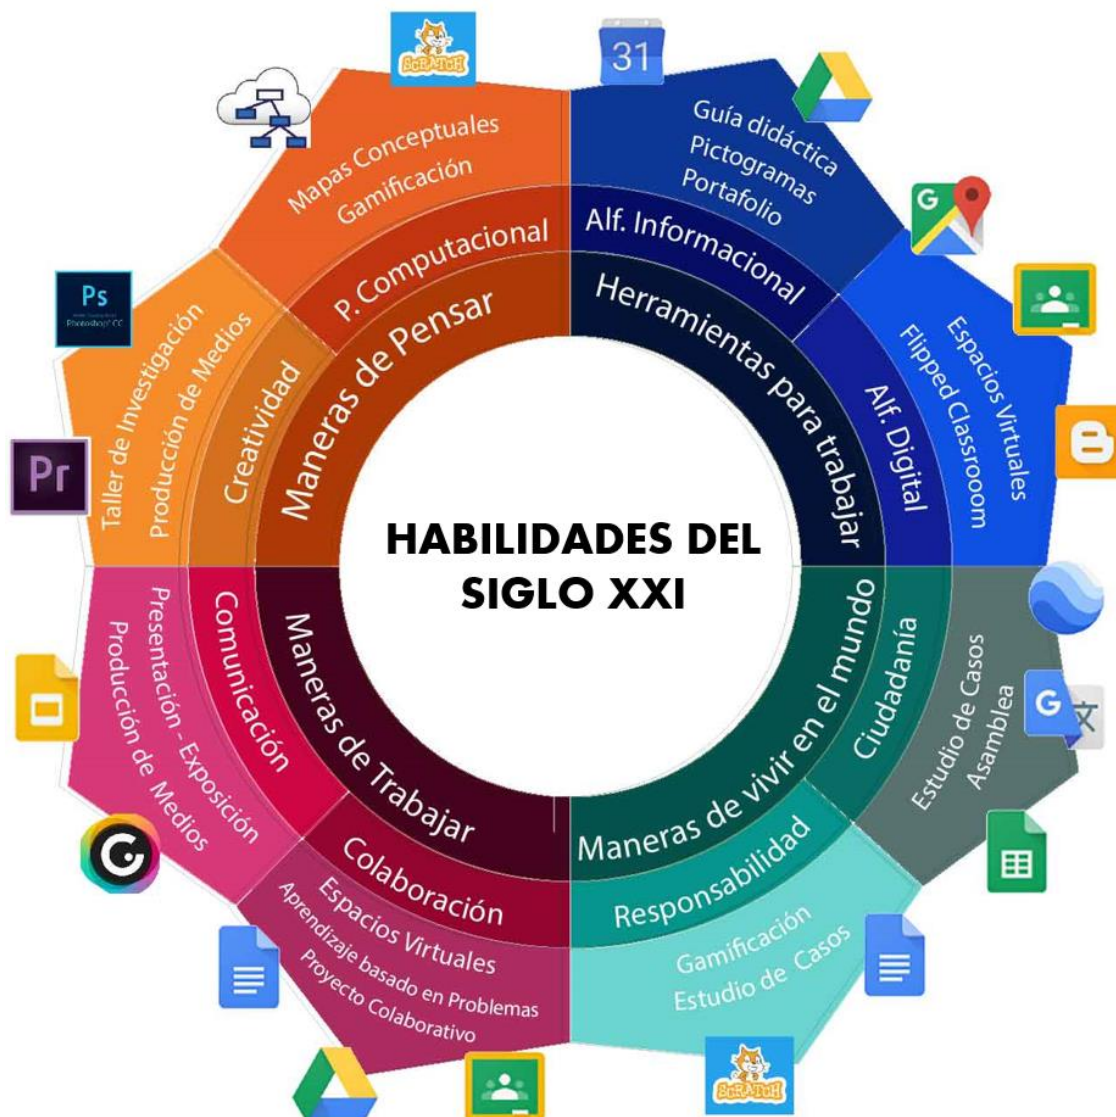 HABILIDADES DEL
SIGLO XXI
SCRATCH
31
Mapas Conceptuales
Gamificación
P. Computacional
Maneras de Pensar
Guía didáctica
Pictogramas
Portafolio
Alf. Informacional
Herramientas para trabajar
G
Espacios Virtuales
Flipped Classrooom
Alf. Digital
Ps
Photoshop CC
Pr
Taller de Investigación
Producción de Medios
Creatividad
Comunicación
Presentación - Exposición
Producción de Medios
Maneras de Trabajar
Colaboración
Espacios Virtuales
Aprendizaje basado en Problemas
Proyecto Colaborativo
Maneras de vivir en el mundo
Ciudadanía
Estudio de Casos
Asamblea
G
文
Responsabilidad
Gamificación
Estudio de Casos
SCRATCH